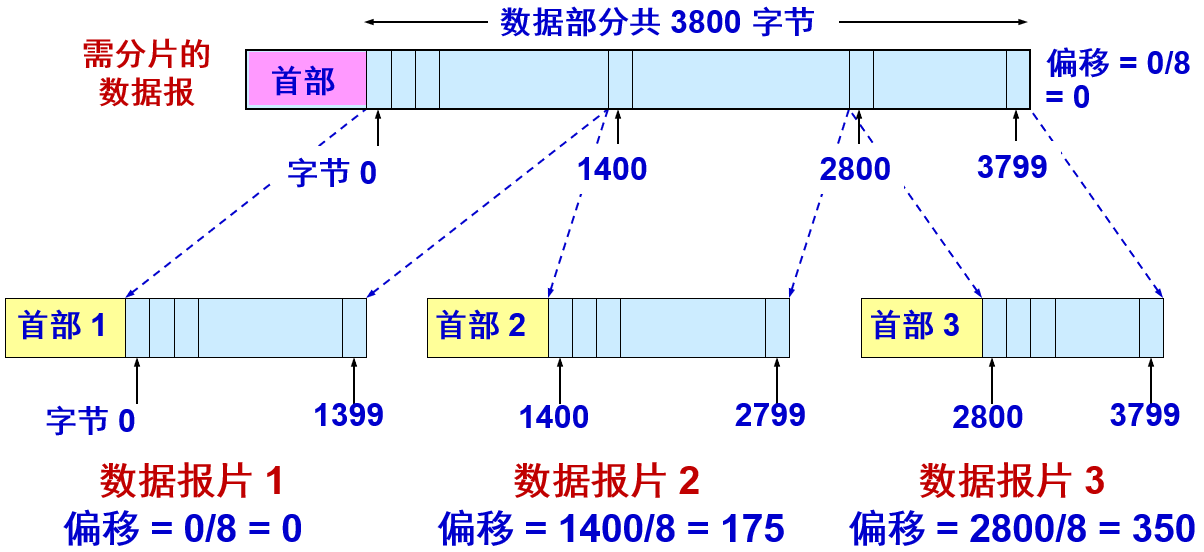 数据部分共 3800 字节
需分片的
数据报
首部
偏移 = 0/8
= 0
字节 0
1400
2800
3799
首部 1
首部 2
首部 3
字节 0
1399
1400
2799
2800
3799
数据报片 1
偏移 = 0/8 = 0
数据报片 2
偏移 = 1400/8 = 175
数据报片 3
偏移 = 2800/8 = 350